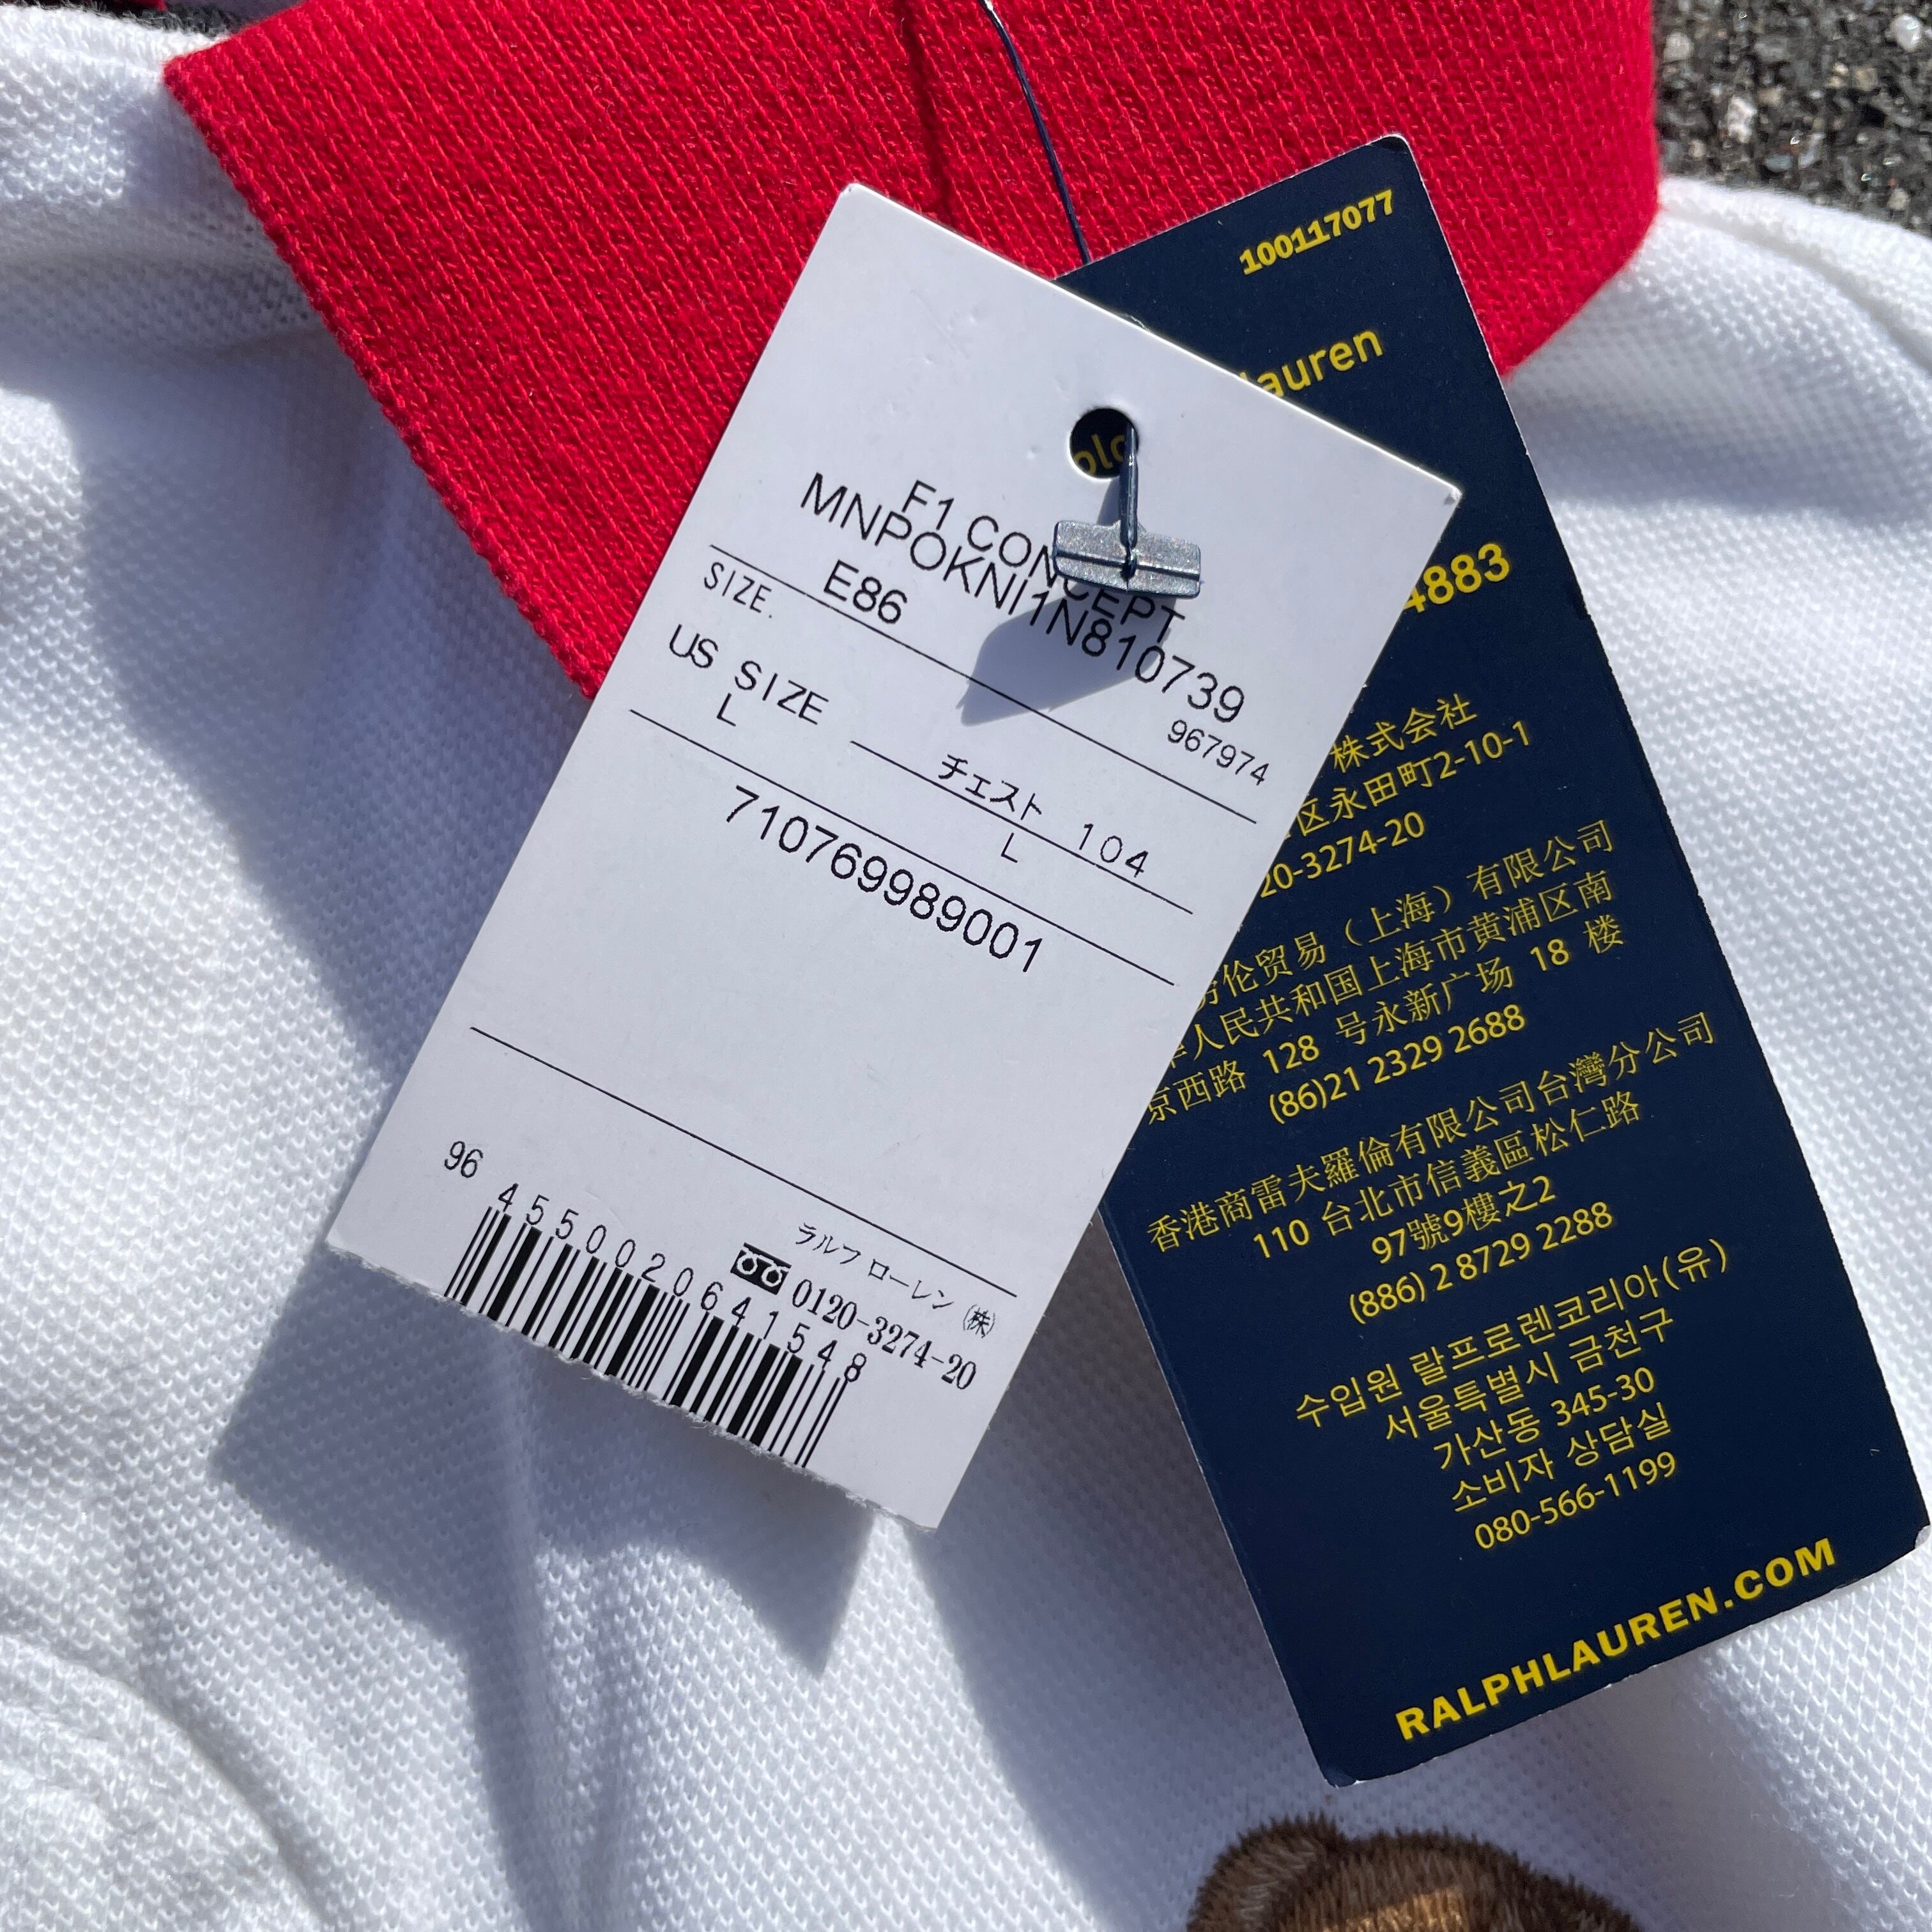 F1 CONCEPT
MNPOKNI1N810739
E86
967974
SIZE.
US SIZE
L
チェスト 104
L
710769989001
96
4550020641548
ラルフ ローレン (株)
0120-3274-20
100117077
4883
株式会社
区永田町2-10-1
20-3274-20
伦贸易（上海）有限公司
人民共和国上海市黄浦区南
京西路 128 号永新广场 18 楼
(86)21 2329 2688
香港商雷夫羅倫有限公司台灣分公司
110 台北市信義區松仁路
97號9樓之2
(886) 2 8729 2288
수입원 랄프로렌코리아(유)
서울특별시 금천구
가산동 345-30
소비자 상담실
080-566-1199
RALPHLAUREN.COM